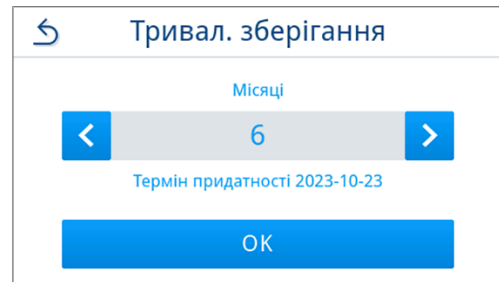 Тривал. зберігання
Місяці
6
Термін придатності 2023-10-23
OK